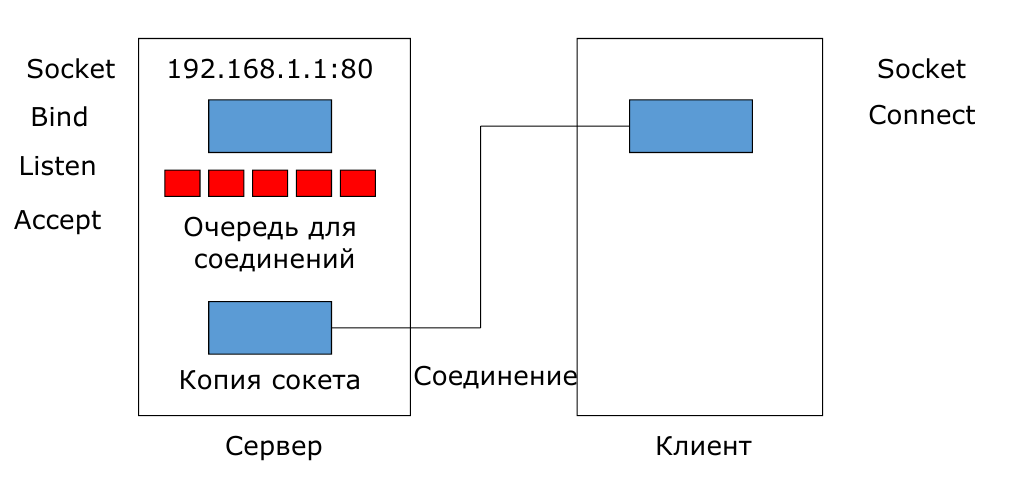 Socket
192.168.1.1:80
Socket
Bind
Connect
Listen
Accept
Очередь для
соединений
Копия сокета
Соединение
Сервер
Клиент